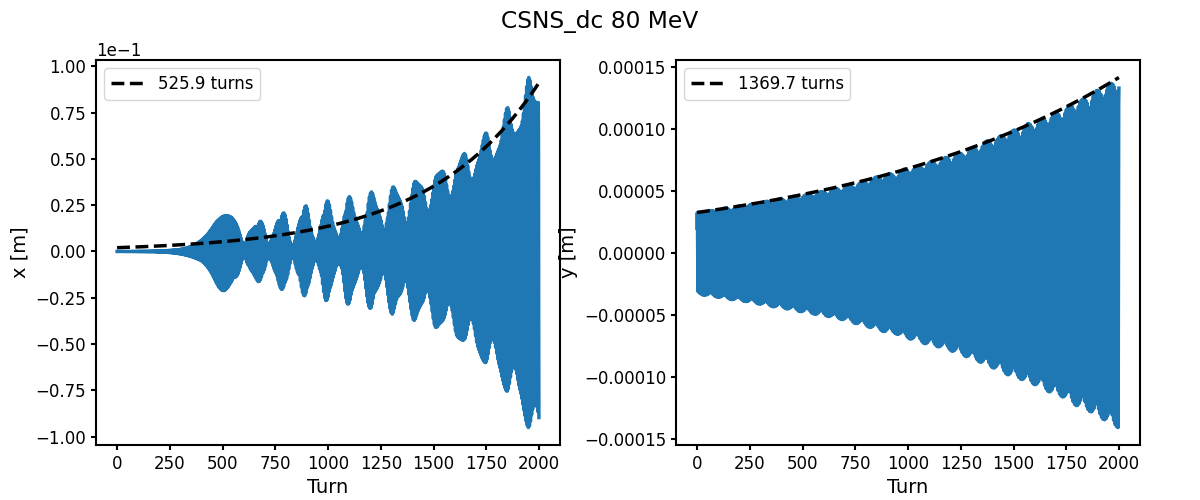 CSNS_dc 80 MeV
1e−1
525.9 turns
1.00
0.75
0.50
0.25
0.00
−0.25
−0.50
−0.75
−1.00
x [m]
0 250 500 750 1000 1250 1500 1750 2000
Turn
1369.7 turns
0.00015
0.00010
0.00005
0.00000
−0.00005
−0.00010
−0.00015
y [m]
0 250 500 750 1000 1250 1500 1750 2000
Turn